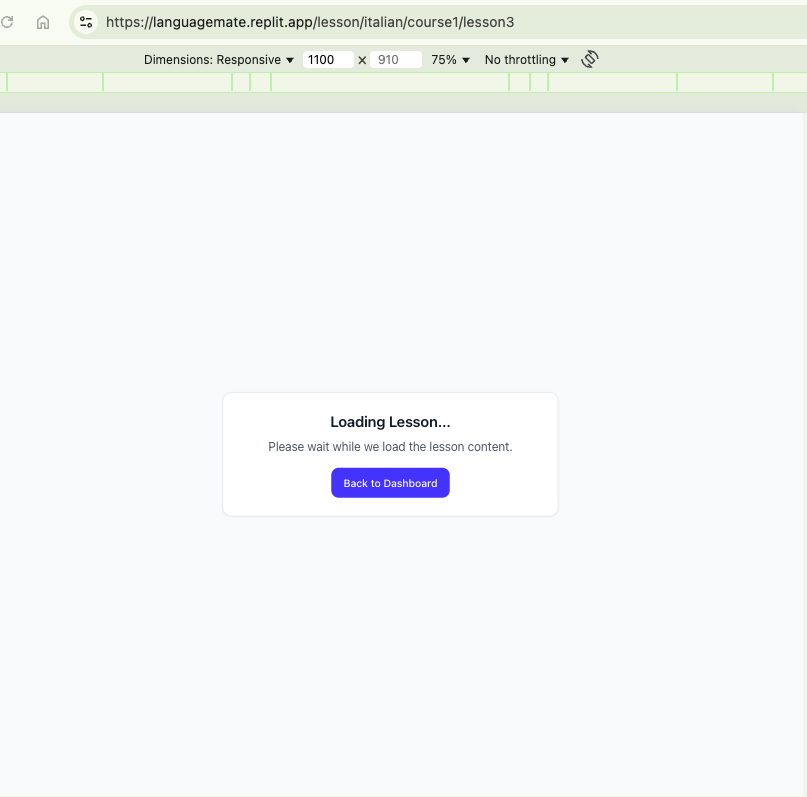 https://languagemate.replit.app/lesson/italian/course1/lesson3
Dimensions: Responsive ▼ 1100 × 910 75% ▼ No throttling ▼
Loading Lesson...
Please wait while we load the lesson content.
Back to Dashboard